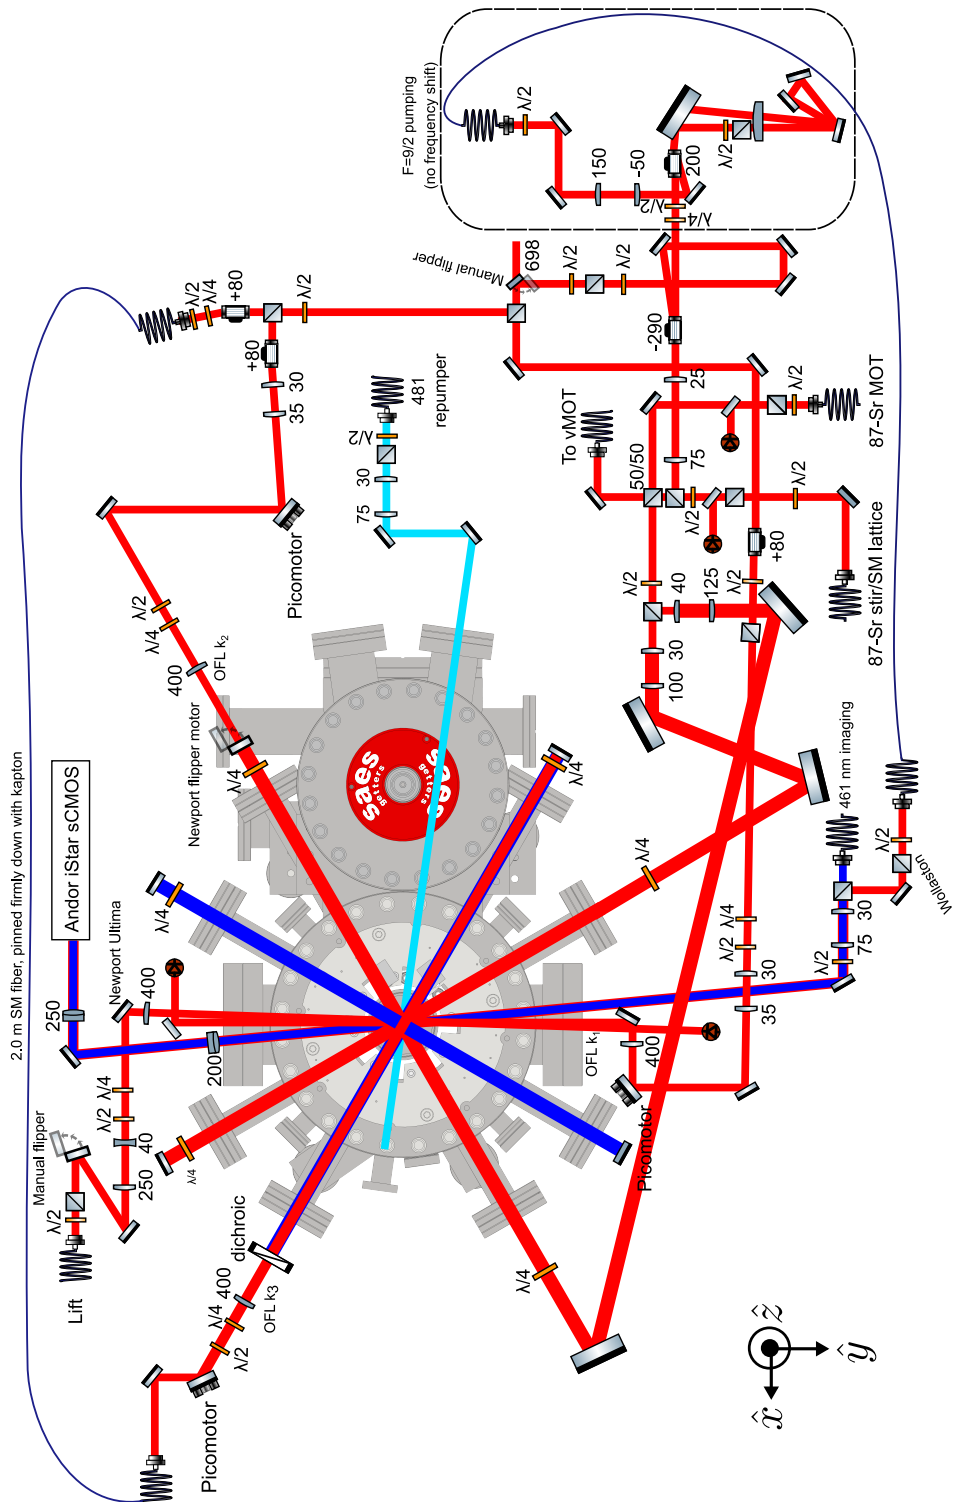 F=9/2 pumping
(no frequency shift)
λ/2
150
-50
200
λ/2
λ/2
λ/4
Manual flipper
698
λ/2
λ/2
λ/2
λ/4
+80
λ/2
+80
30
35
-290
25
481
repumper
λ/2
30
75
To vMOT
50/50
75
λ/2
87-Sr MOT
λ/2
λ/2
+80
λ/2
87-Sr stir/SM lattice
λ/2
40
125
30
100
Picomotor
λ/2
λ/4
400
OFL k2
Newport flipper motor
λ/4
saes
getters
saes
getters
λ/4
2.0 m SM fiber, pinned firmly down with kapton
Andor iStar sCMOS
250
Newport Ultima
400
λ/4
200
λ/4
λ/2
40
250
Manual flipper
λ/2
Lift
λ/4
λ/4
461 nm imaging
λ/2
Wollaston
30
75
λ/2
λ/4
λ/2
30
35
OFL k1
400
Picomotor
dichroic
400
OFL k3
λ/4
λ/2
Picomotor
λ/4
x̂
ŷ
ẑ